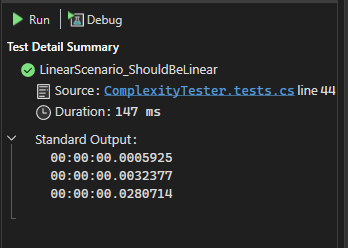 Run Debug
Test Detail Summary
LinearScenario_ShouldBeLinear
Source: ComplexityTester.tests.cs line 44
Duration: 147 ms
Standard Output:
00:00:00.0005925
00:00:00.0032377
00:00:00.0280714